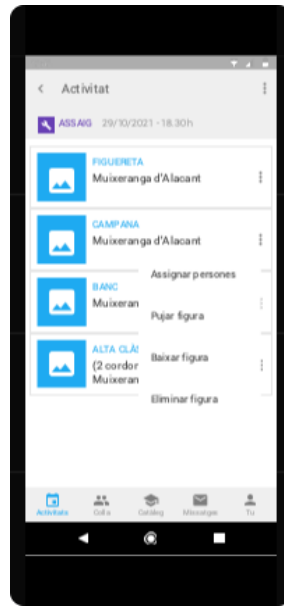 Activitat
ASSAIG 29/10/2021 - 18.30h
FIGUERETA
Muixeranga d'Alacant
CAMPANA
Muixeranga d'Alacant
Assignar persones
BANC
Muixeran
Pujar figura
ALTA CLÀS
(2 cordor
Muixeran
Baixar figura
Eliminar figura
Activitats Colla Catàleg Missatges Tu